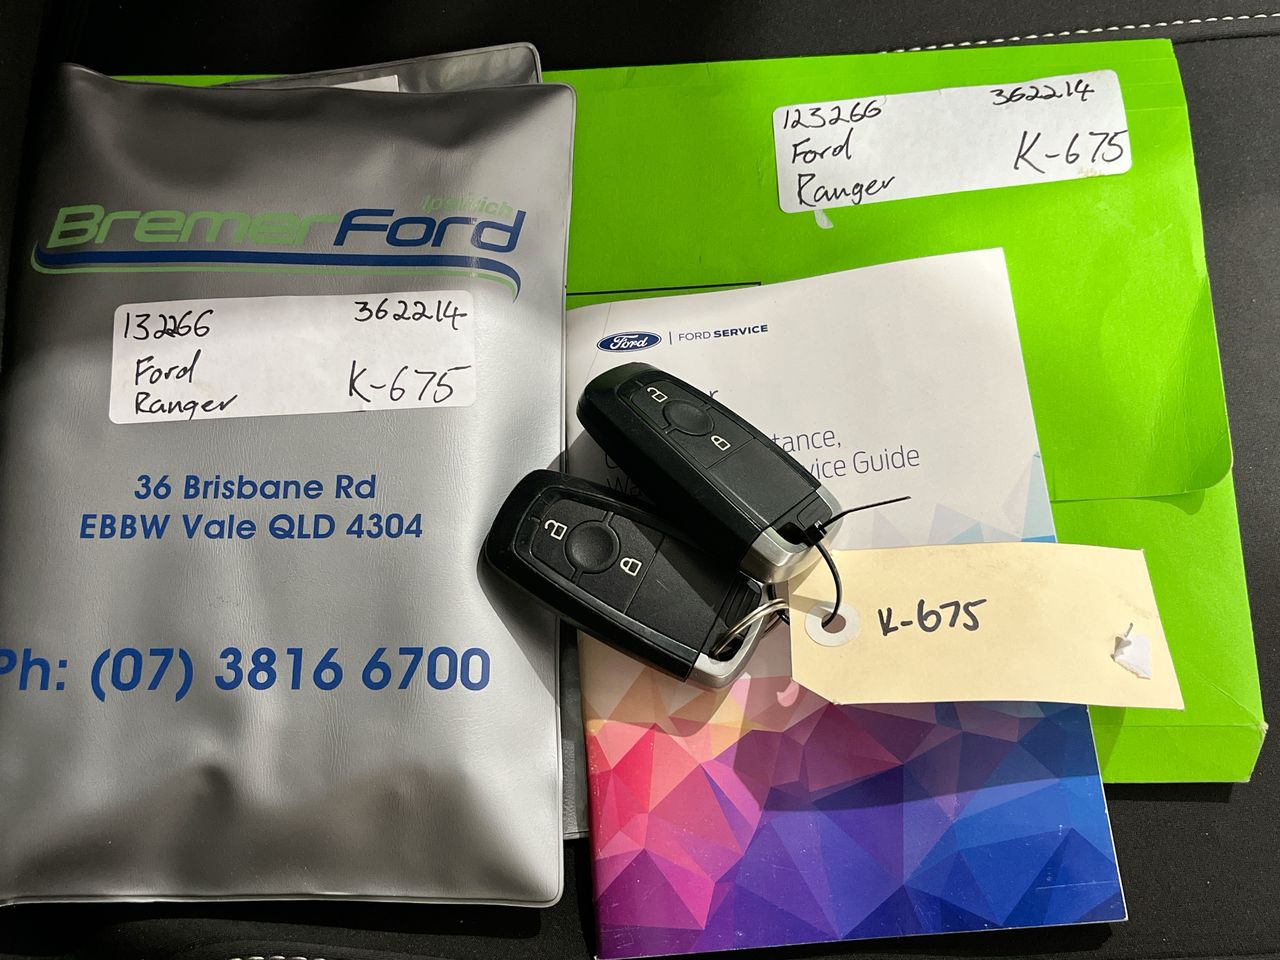 Ipswich
BremerFord
132266 362214
Ford
Ranger K-675
36 Brisbane Rd
EBBW Vale QLD 4304
Ph: (07) 3816 6700
123266 362214
Ford
Ranger K-675
Ford | FORD SERVICE
tance,
vice Guide
K-675